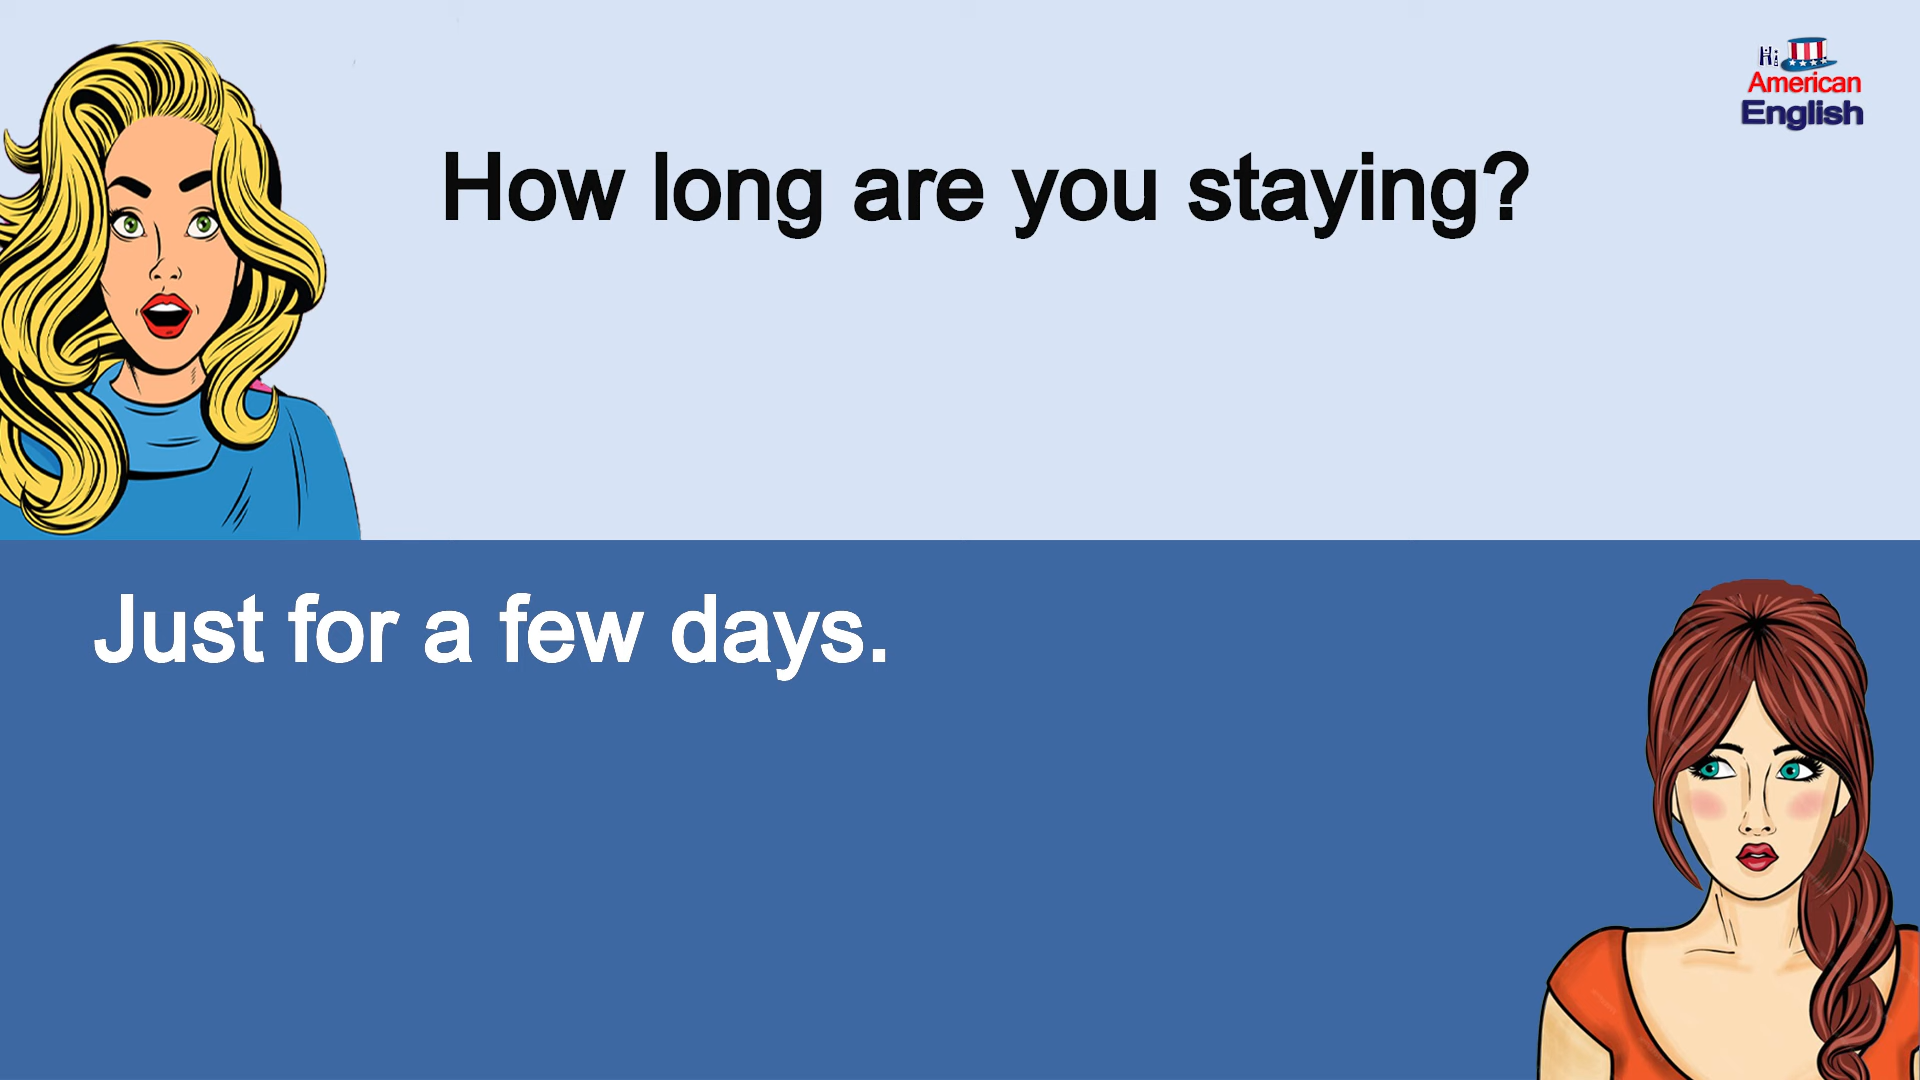 Hi
American
English
How long are you staying?
Just for a few days.